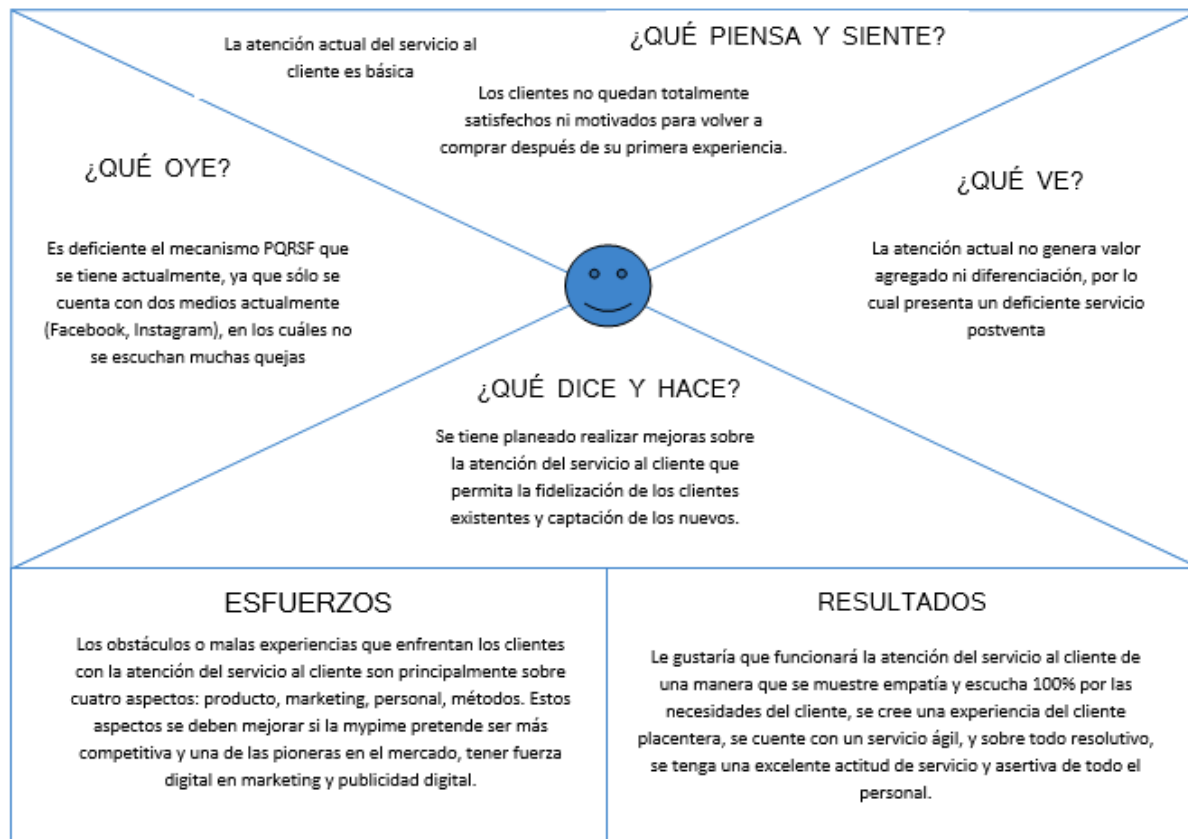 ¿QUÉ PIENSA Y SIENTE?
La atención actual del servicio al
cliente es básica
Los clientes no quedan totalmente
satisfechos ni motivados para volver a
comprar después de su primera experiencia.
¿QUÉ OYE?
Es deficiente el mecanismo PQRSF que
se tiene actualmente, ya que sólo se
cuenta con dos medios actualmente
(Facebook, Instagram), en los cuáles no
se escuchan muchas quejas
¿QUÉ VE?
La atención actual no genera valor
agregado ni diferenciación, por lo
cual presenta un deficiente servicio
postventa
¿QUÉ DICE Y HACE?
Se tiene planeado realizar mejoras sobre
la atención del servicio al cliente que
permita la fidelización de los clientes
existentes y captación de los nuevos.
ESFUERZOS
Los obstáculos o malas experiencias que enfrentan los clientes
con la atención del servicio al cliente son principalmente sobre
cuatro aspectos: producto, marketing, personal, métodos. Estos
aspectos se deben mejorar si la mypime pretende ser más
competitiva y una de las pioneras en el mercado, tener fuerza
digital en marketing y publicidad digital.
RESULTADOS
Le gustaría que funcionará la atención del servicio al cliente de
una manera que se muestre empatía y escucha 100% por las
necesidades del cliente, se cree una experiencia del cliente
placentera, se cuente con un servicio ágil, y sobre todo resolutivo,
se tenga una excelente actitud de servicio y asertiva de todo el
personal.